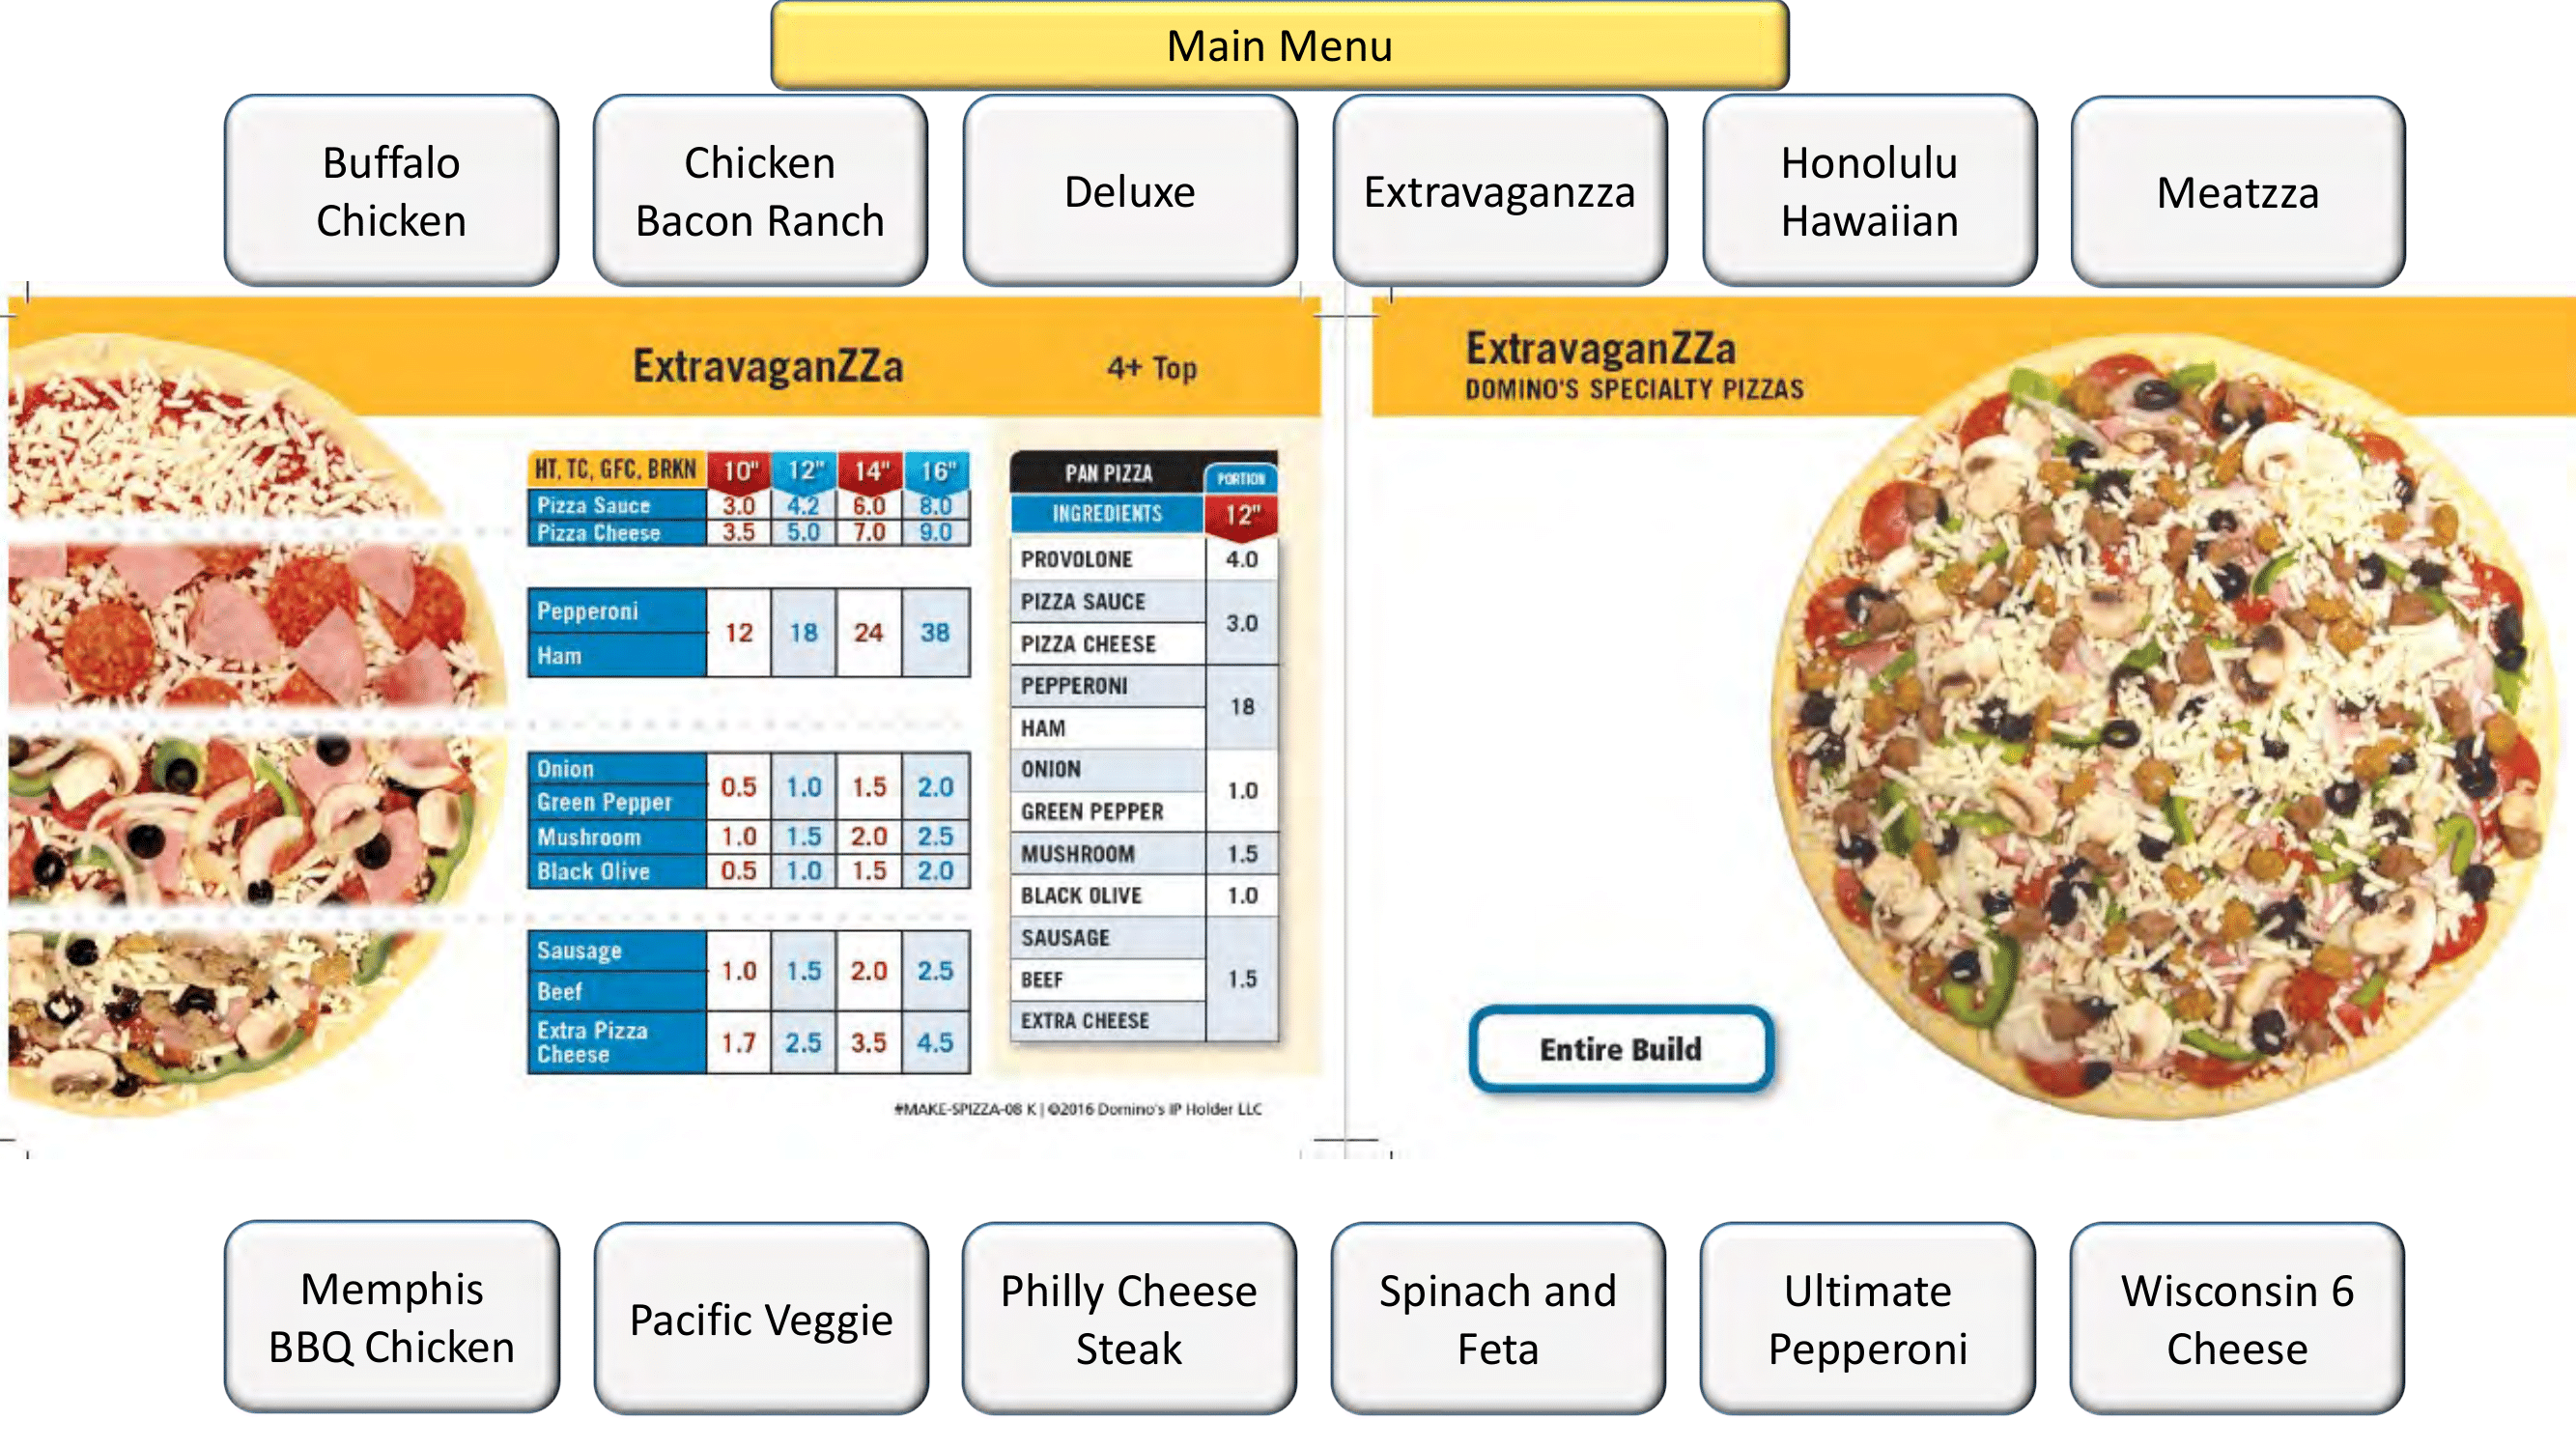 Main Menu
Buffalo
Chicken
Chicken
Bacon Ranch
Deluxe
Extravaganzza
Honolulu
Hawaiian
Meatzza
ExtravaganZZa
4+ Top
HT, TC, GFC, BRKN 10" 12" 14" 16"
Pizza Sauce 3.0 4.2 6.0 8.0
Pizza Cheese 3.5 5.0 7.0 9.0
Pepperoni
Ham
12 18 24 38
Onion
Green Pepper
0.5 1.0 1.5 2.0
Mushroom 1.0 1.5 2.0 2.5
Black Olive 0.5 1.0 1.5 2.0
Sausage
Beef
1.0 1.5 2.0 2.5
Extra Pizza
Cheese
1.7 2.5 3.5 4.5
PAN PIZZA PORTION
INGREDIENTS 12"
PROVOLONE 4.0
PIZZA SAUCE
PIZZA CHEESE
3.0
PEPPERONI
HAM
18
ONION
GREEN PEPPER
1.0
MUSHROOM 1.5
BLACK OLIVE 1.0
SAUSAGE
BEEF
EXTRA CHEESE
1.5
#MAKE-SPIZZA-08 K | ©2016 Domino's IP Holder LLC
ExtravaganZZa
DOMINO'S SPECIALTY PIZZAS
Entire Build
Memphis
BBQ Chicken
Pacific Veggie
Philly Cheese
Steak
Spinach and
Feta
Ultimate
Pepperoni
Wisconsin 6
Cheese